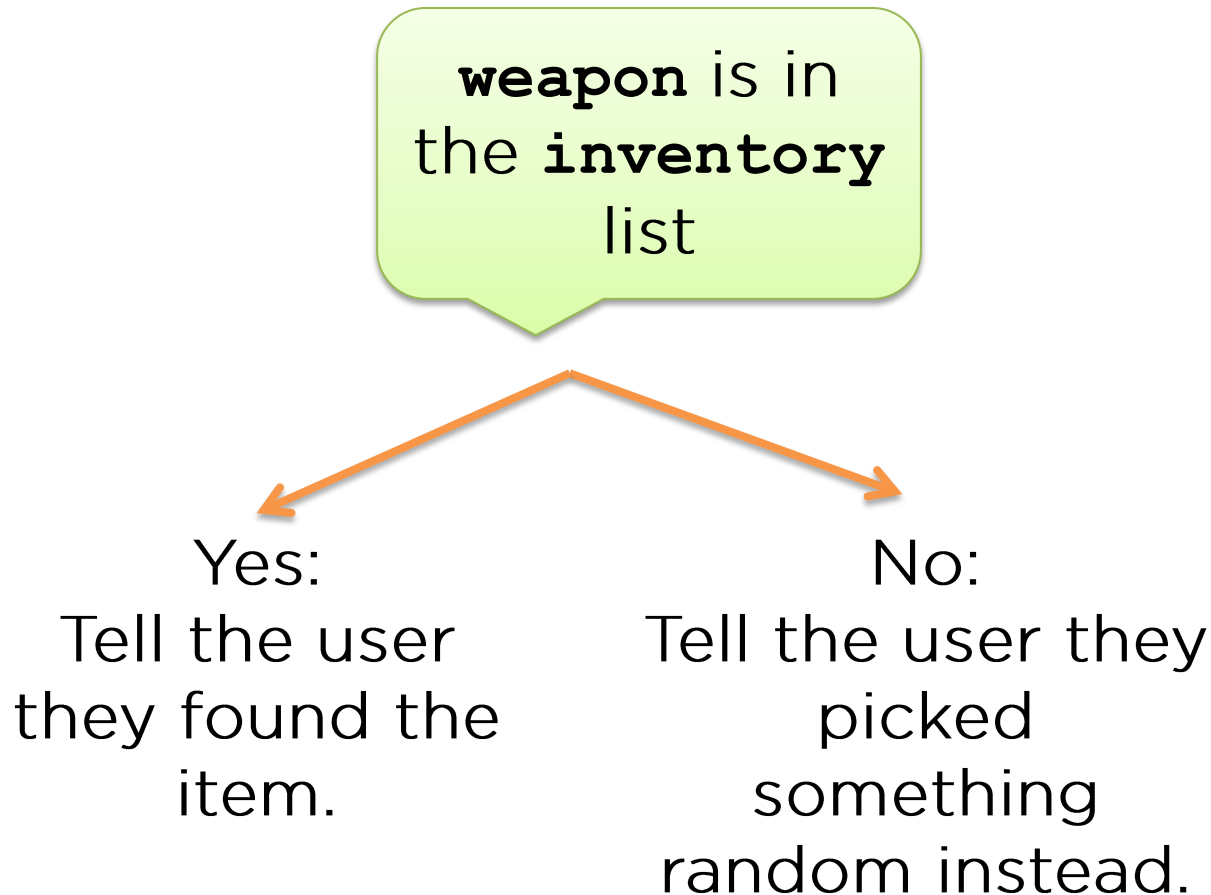 weapon is in
the inventory
list
Yes:
Tell the user
they found the
item.
No:
Tell the user they
picked
something
random instead.